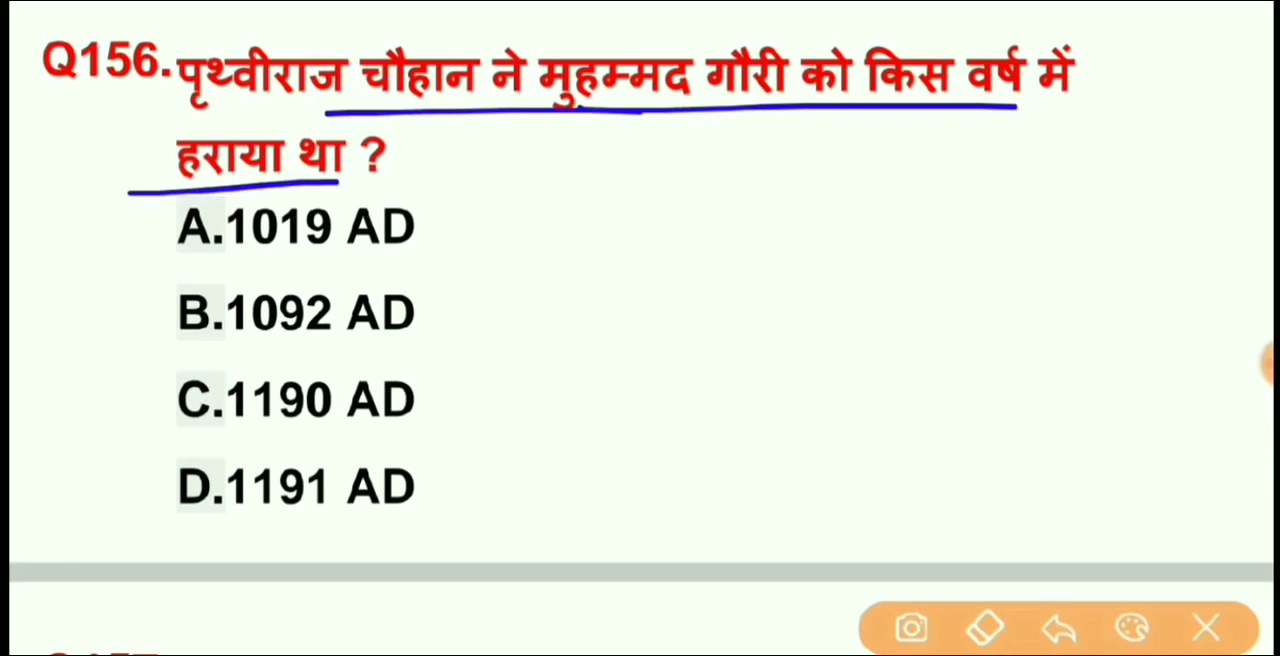 Q156.पृथ्वीराज चौहान ने मुहम्मद गौरी को किस वर्ष में
हराया था ?
A.1019 AD
B.1092 AD
C.1190 AD
D.1191 AD